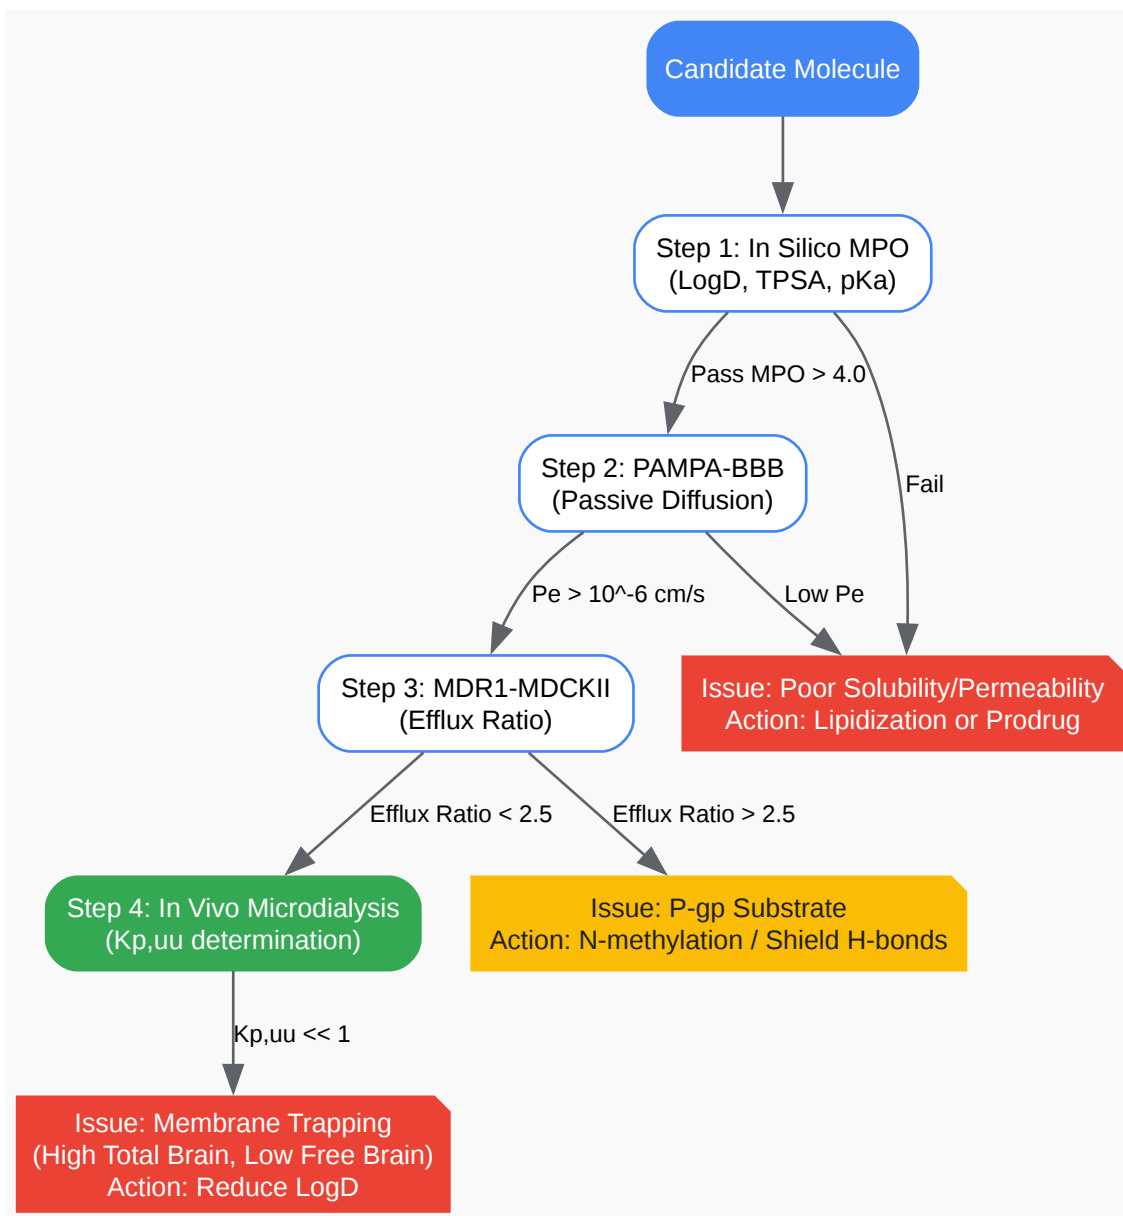 Candidate Molecule
Step 1: In Silico MPO
(LogD, TPSA, pKa)
Pass MPO > 4.0
Fail
Step 2: PAMPA-BBB
(Passive Diffusion)
Pe > 10^-6 cm/s
Low Pe
Step 3: MDR1-MDCKII
(Efflux Ratio)
Issue: Poor Solubility/Permeability
Action: Lipidization or Prodrug
Efflux Ratio < 2.5
Efflux Ratio > 2.5
Step 4: In Vivo Microdialysis
(Kp,uu determination)
Issue: P-gp Substrate
Action: N-methylation / Shield H-bonds
Kp,uu << 1
Issue: Membrane Trapping
(High Total Brain, Low Free Brain)
Action: Reduce LogD